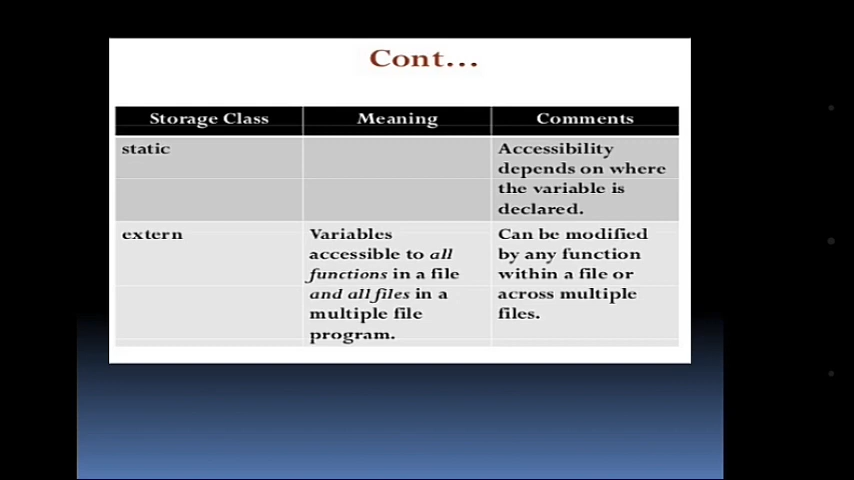 Cont...
Storage Class Meaning Comments
static
Accessibility
depends on where
the variable is
declared.
extern
Variables
accessible to all
functions in a file
and all files in a
multiple file
program.
Can be modified
by any function
within a file or
across multiple
files.